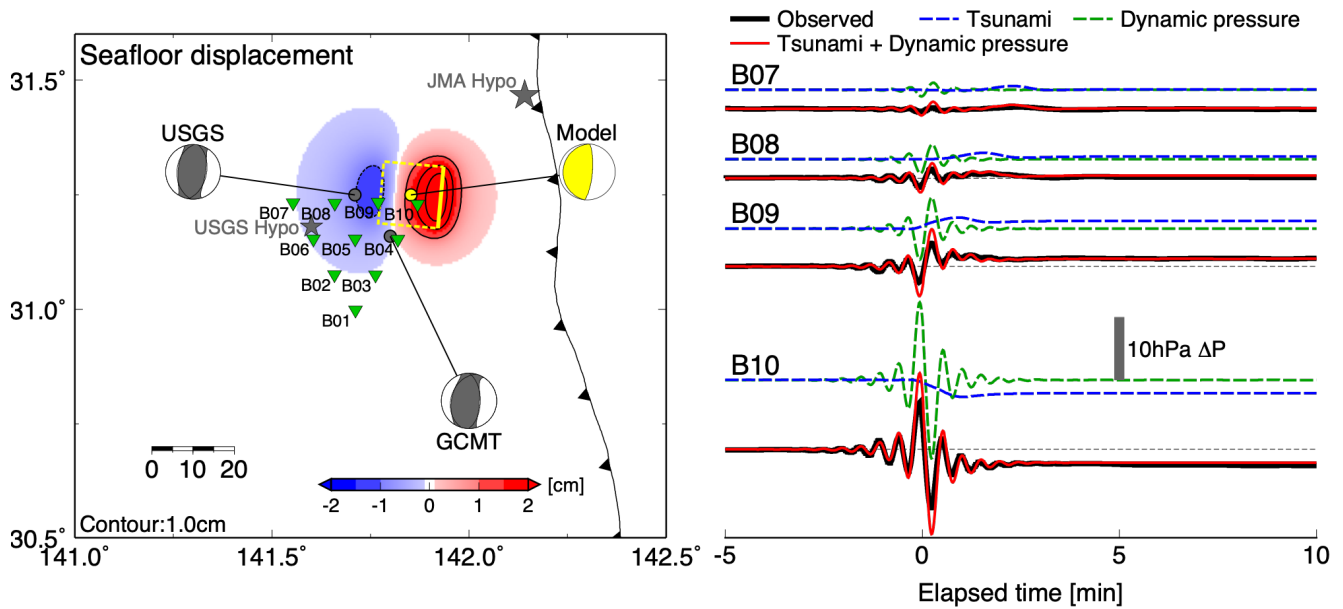 Seafloor displacement
31.5°
31.0°
30.5°
141.0°
141.5°
142.0°
142.5°
JMA Hypo
USGS
Model
B07
B08
B09
B10
USGS Hypo
B06
B05
B04
B02
B03
B01
GCMT
0 10 20
[cm]
-2 -1 0 1 2
Contour:1.0cm
Observed
Tsunami
Dynamic pressure
Tsunami + Dynamic pressure
B07
B08
B09
B10
10hPa ΔP
-5 0 5 10
Elapsed time [min]